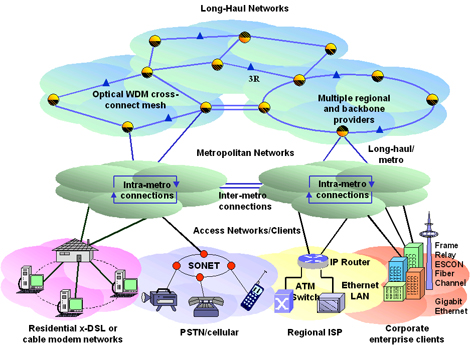 Long-Haul Networks
3R
Optical WDM cross-
connect mesh
Multiple regional
and backbone
providers
Long-haul/
metro
Metropolitan Networks
Intra-metro
connections
Inter-metro
connections
Intra-metro
connections
Access Networks/Clients
SONET
IP Router
ATM
Switch
Ethernet
LAN
Frame
Relay
ESCON
Fiber
Channel
Gigabit
Ethernet
Residential x-DSL or
cable modem networks
PSTN/cellular
Regional ISP
Corporate
enterprise clients